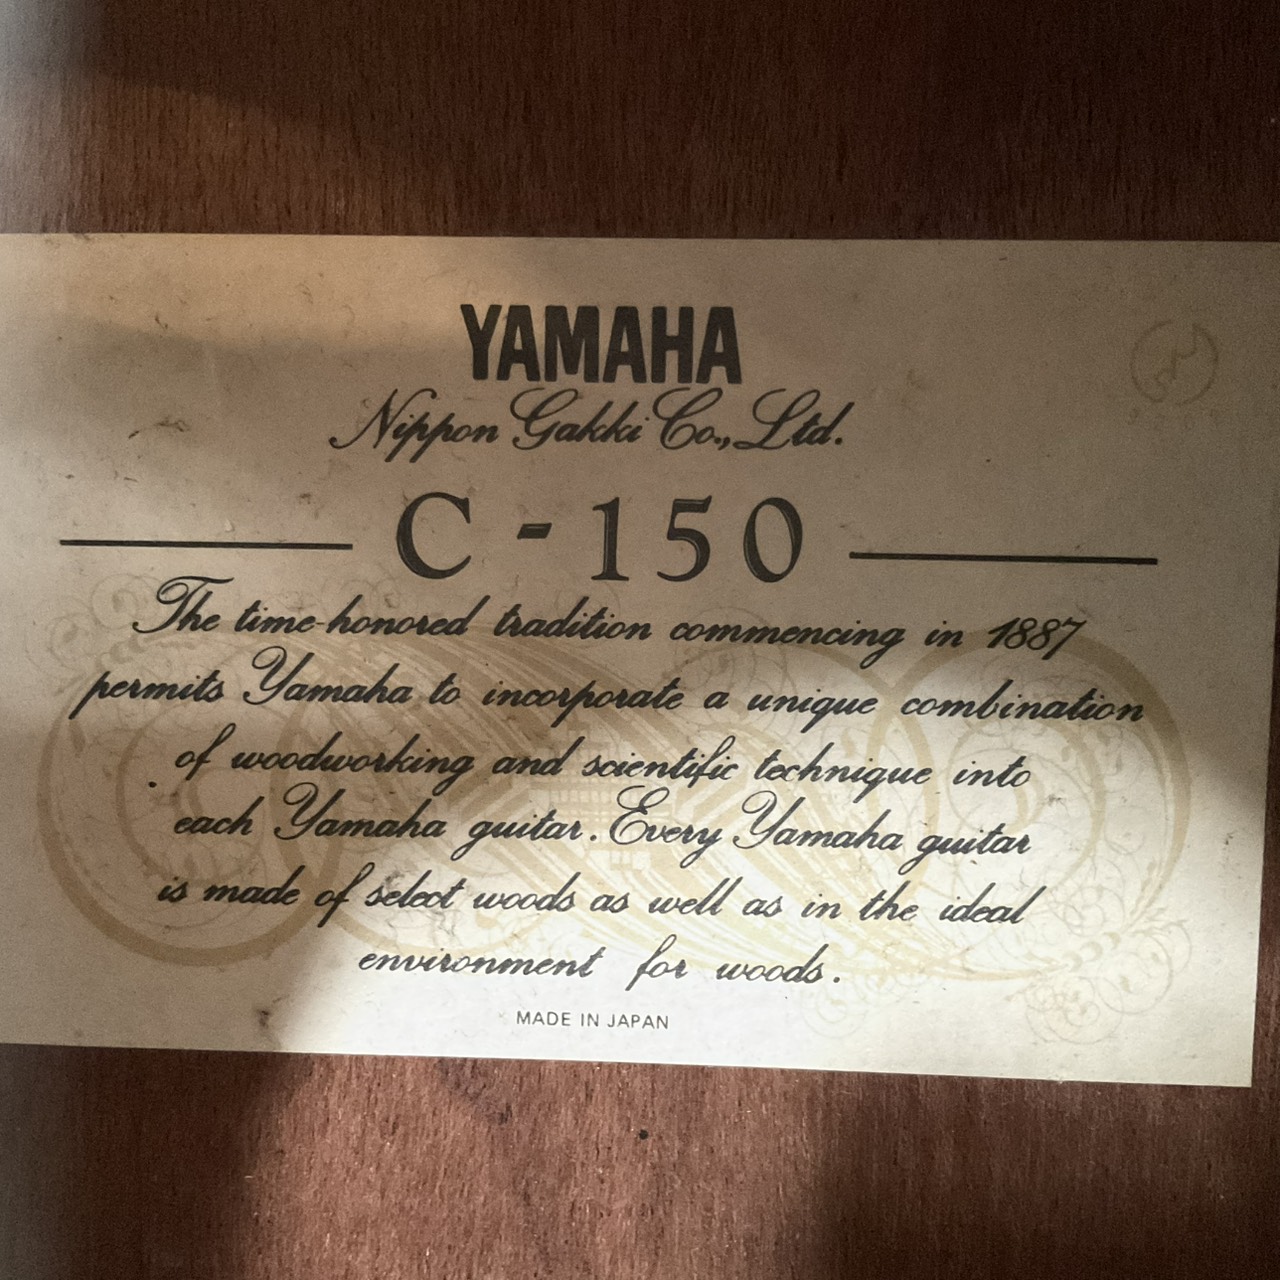 YAMAHA
Nippon Gakki Co., Ltd.
C - 150
The time-honored tradition commencing in 1887
permits Yamaha to incorporate a unique combination
of woodworking and scientific technique into
each Yamaha guitar. Every Yamaha guitar
is made of select woods as well as in the ideal
environment for woods.
MADE IN JAPAN